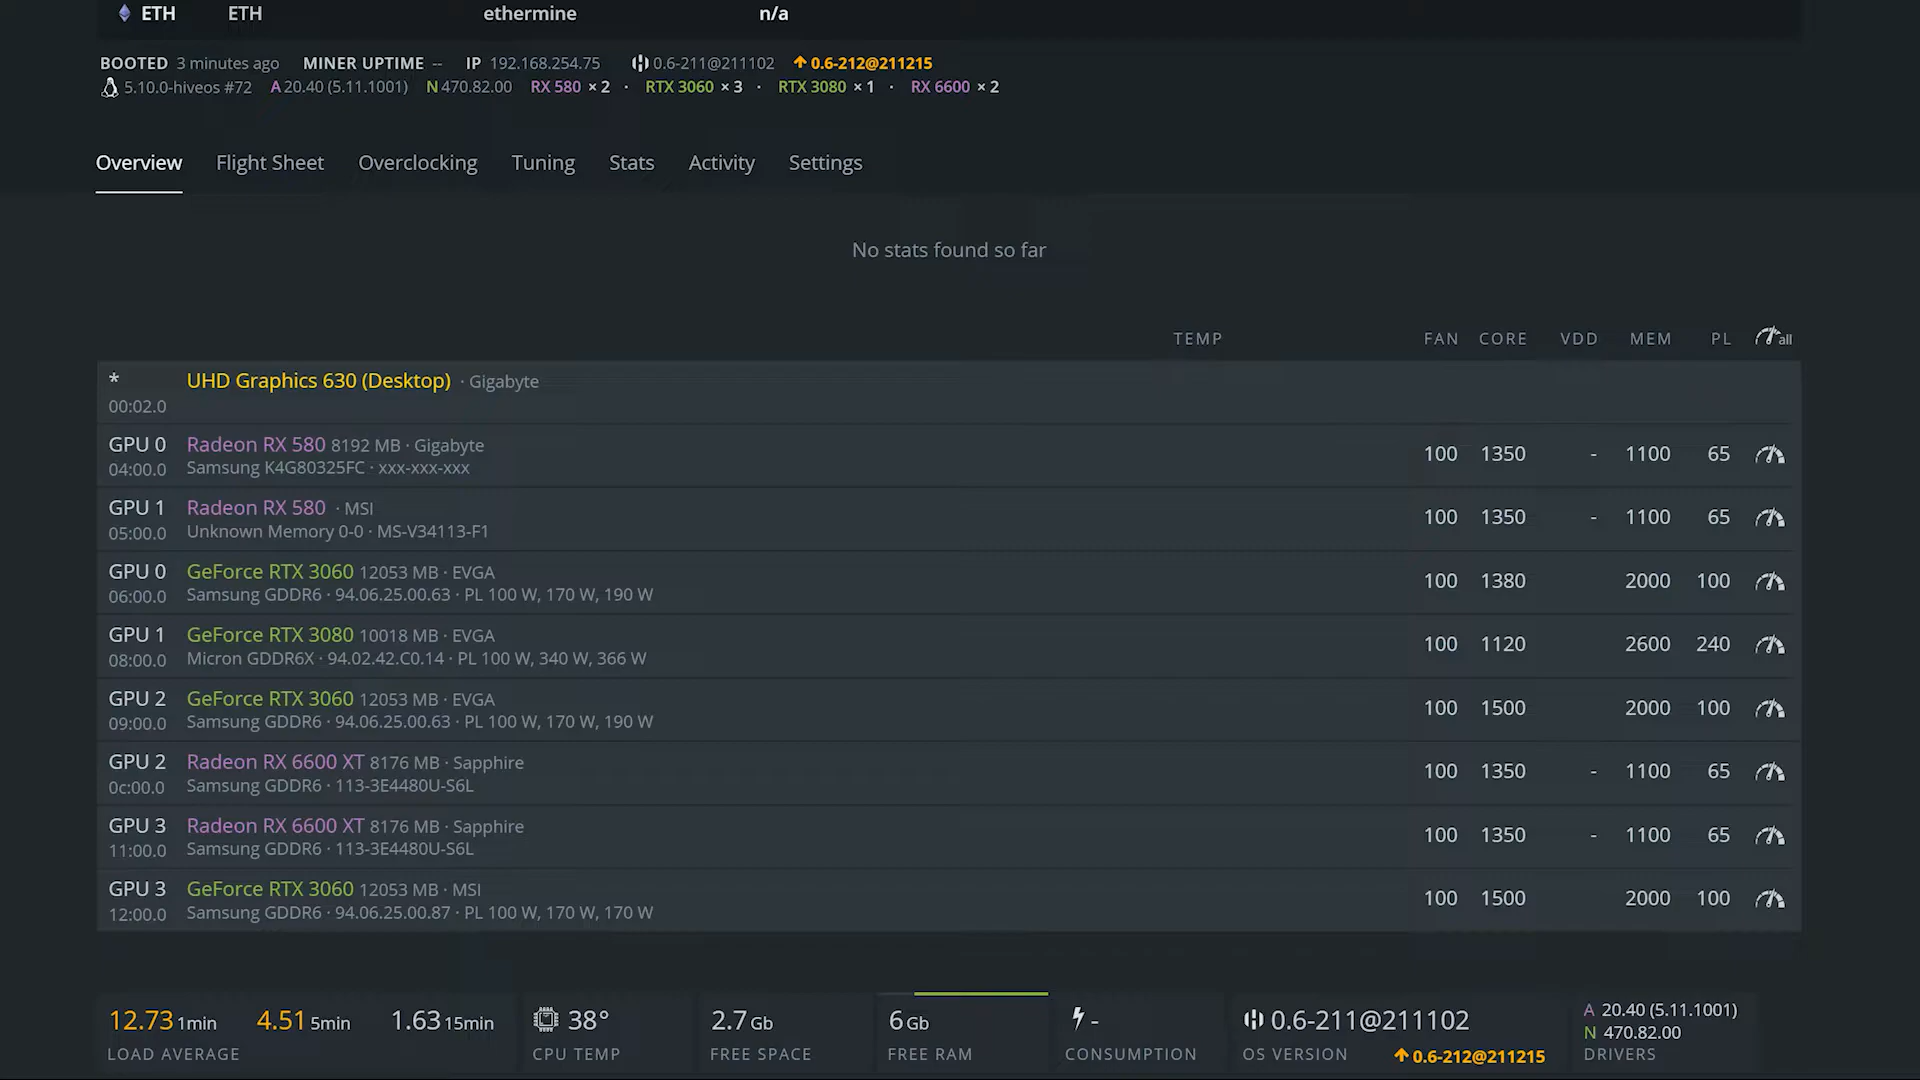 ETH ETH ethermine n/a
BOOTED 3 minutes ago MINER UPTIME -- IP 192.168.254.75 0.6-211@211102 0.6-212@211215
5.10.0-hiveos #72 A 20.40 (5.11.1001) N 470.82.00 RX 580 × 2 · RTX 3060 × 3 · RTX 3080 × 1 · RX 6600 × 2
Overview Flight Sheet Overclocking Tuning Stats Activity Settings
No stats found so far
TEMP FAN CORE VDD MEM PL all
* UHD Graphics 630 (Desktop) · Gigabyte
00:02.0
GPU 0 Radeon RX 580 8192 MB · Gigabyte 100 1350 - 1100 65
04:00.0 Samsung K4G80325FC · xxx-xxx-xxx
GPU 1 Radeon RX 580 · MSI 100 1350 - 1100 65
05:00.0 Unknown Memory 0-0 · MS-V34113-F1
GPU 0 GeForce RTX 3060 12053 MB · EVGA 100 1380 2000 100
06:00.0 Samsung GDDR6 · 94.06.25.00.63 · PL 100 W, 170 W, 190 W
GPU 1 GeForce RTX 3080 10018 MB · EVGA 100 1120 2600 240
08:00.0 Micron GDDR6X · 94.02.42.C0.14 · PL 100 W, 340 W, 366 W
GPU 2 GeForce RTX 3060 12053 MB · EVGA 100 1500 2000 100
09:00.0 Samsung GDDR6 · 94.06.25.00.63 · PL 100 W, 170 W, 190 W
GPU 2 Radeon RX 6600 XT 8176 MB · Sapphire 100 1350 - 1100 65
0c:00.0 Samsung GDDR6 · 113-3E4480U-S6L
GPU 3 Radeon RX 6600 XT 8176 MB · Sapphire 100 1350 - 1100 65
11:00.0 Samsung GDDR6 · 113-3E4480U-S6L
GPU 3 GeForce RTX 3060 12053 MB · MSI 100 1500 2000 100
12:00.0 Samsung GDDR6 · 94.06.25.00.87 · PL 100 W, 170 W, 170 W
12.73 1min 4.51 5min 1.63 15min 38° 2.7 Gb 6 Gb - 0.6-211@211102 A 20.40 (5.11.1001)
N 470.82.00
LOAD AVERAGE CPU TEMP FREE SPACE FREE RAM CONSUMPTION OS VERSION 0.6-212@211215 DRIVERS